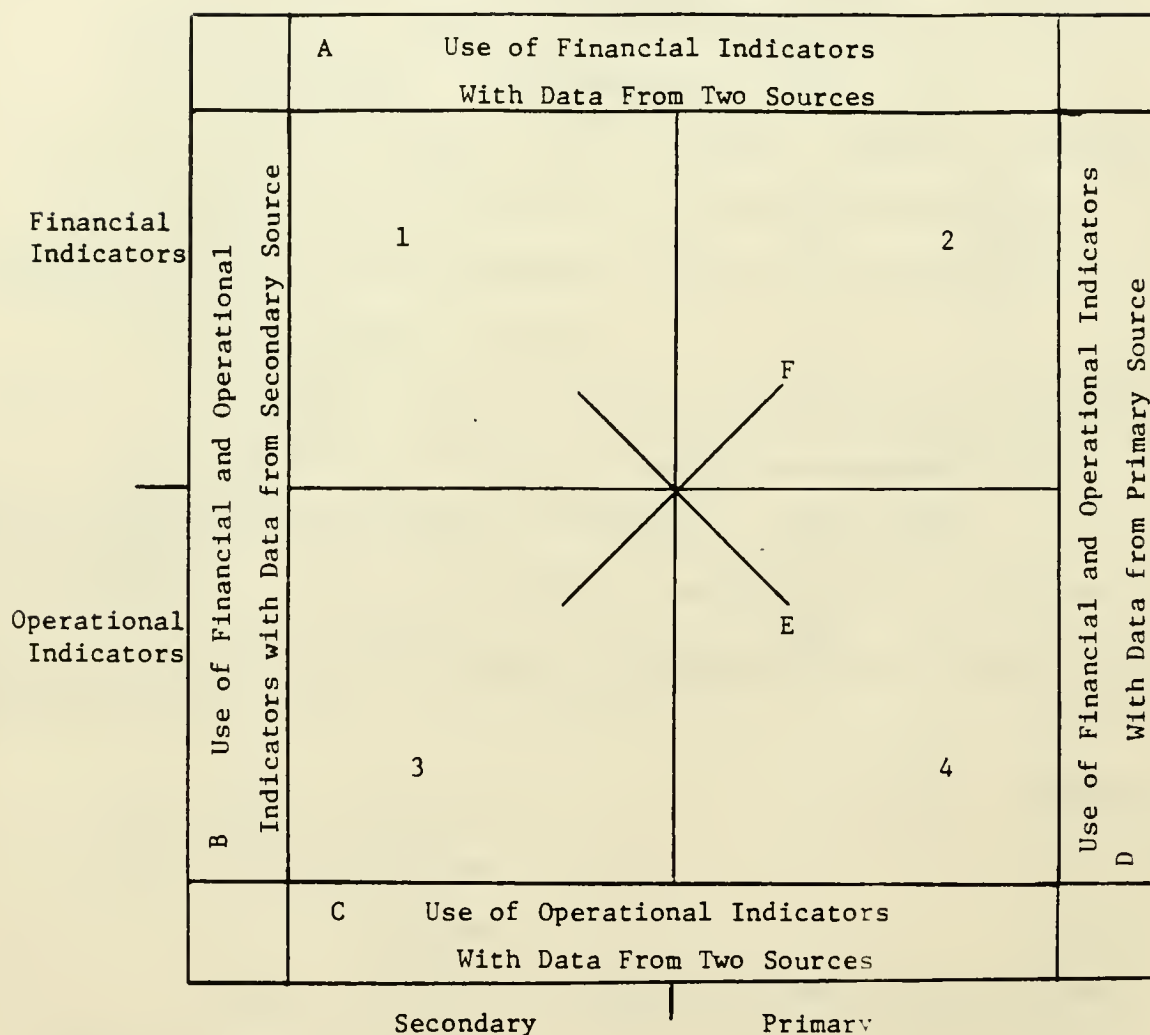 A Use of Financial Indicators
With Data From Two Sources
Financial
Indicators
B Use of Financial and Operational
Indicators with Data from Secondary Source
1
2
Use of Financial and Operational Indicators
D With Data from Primary Source
F
Operational
Indicators
E
3
4
C Use of Operational Indicators
With Data From Two Sources
Secondary
Primary